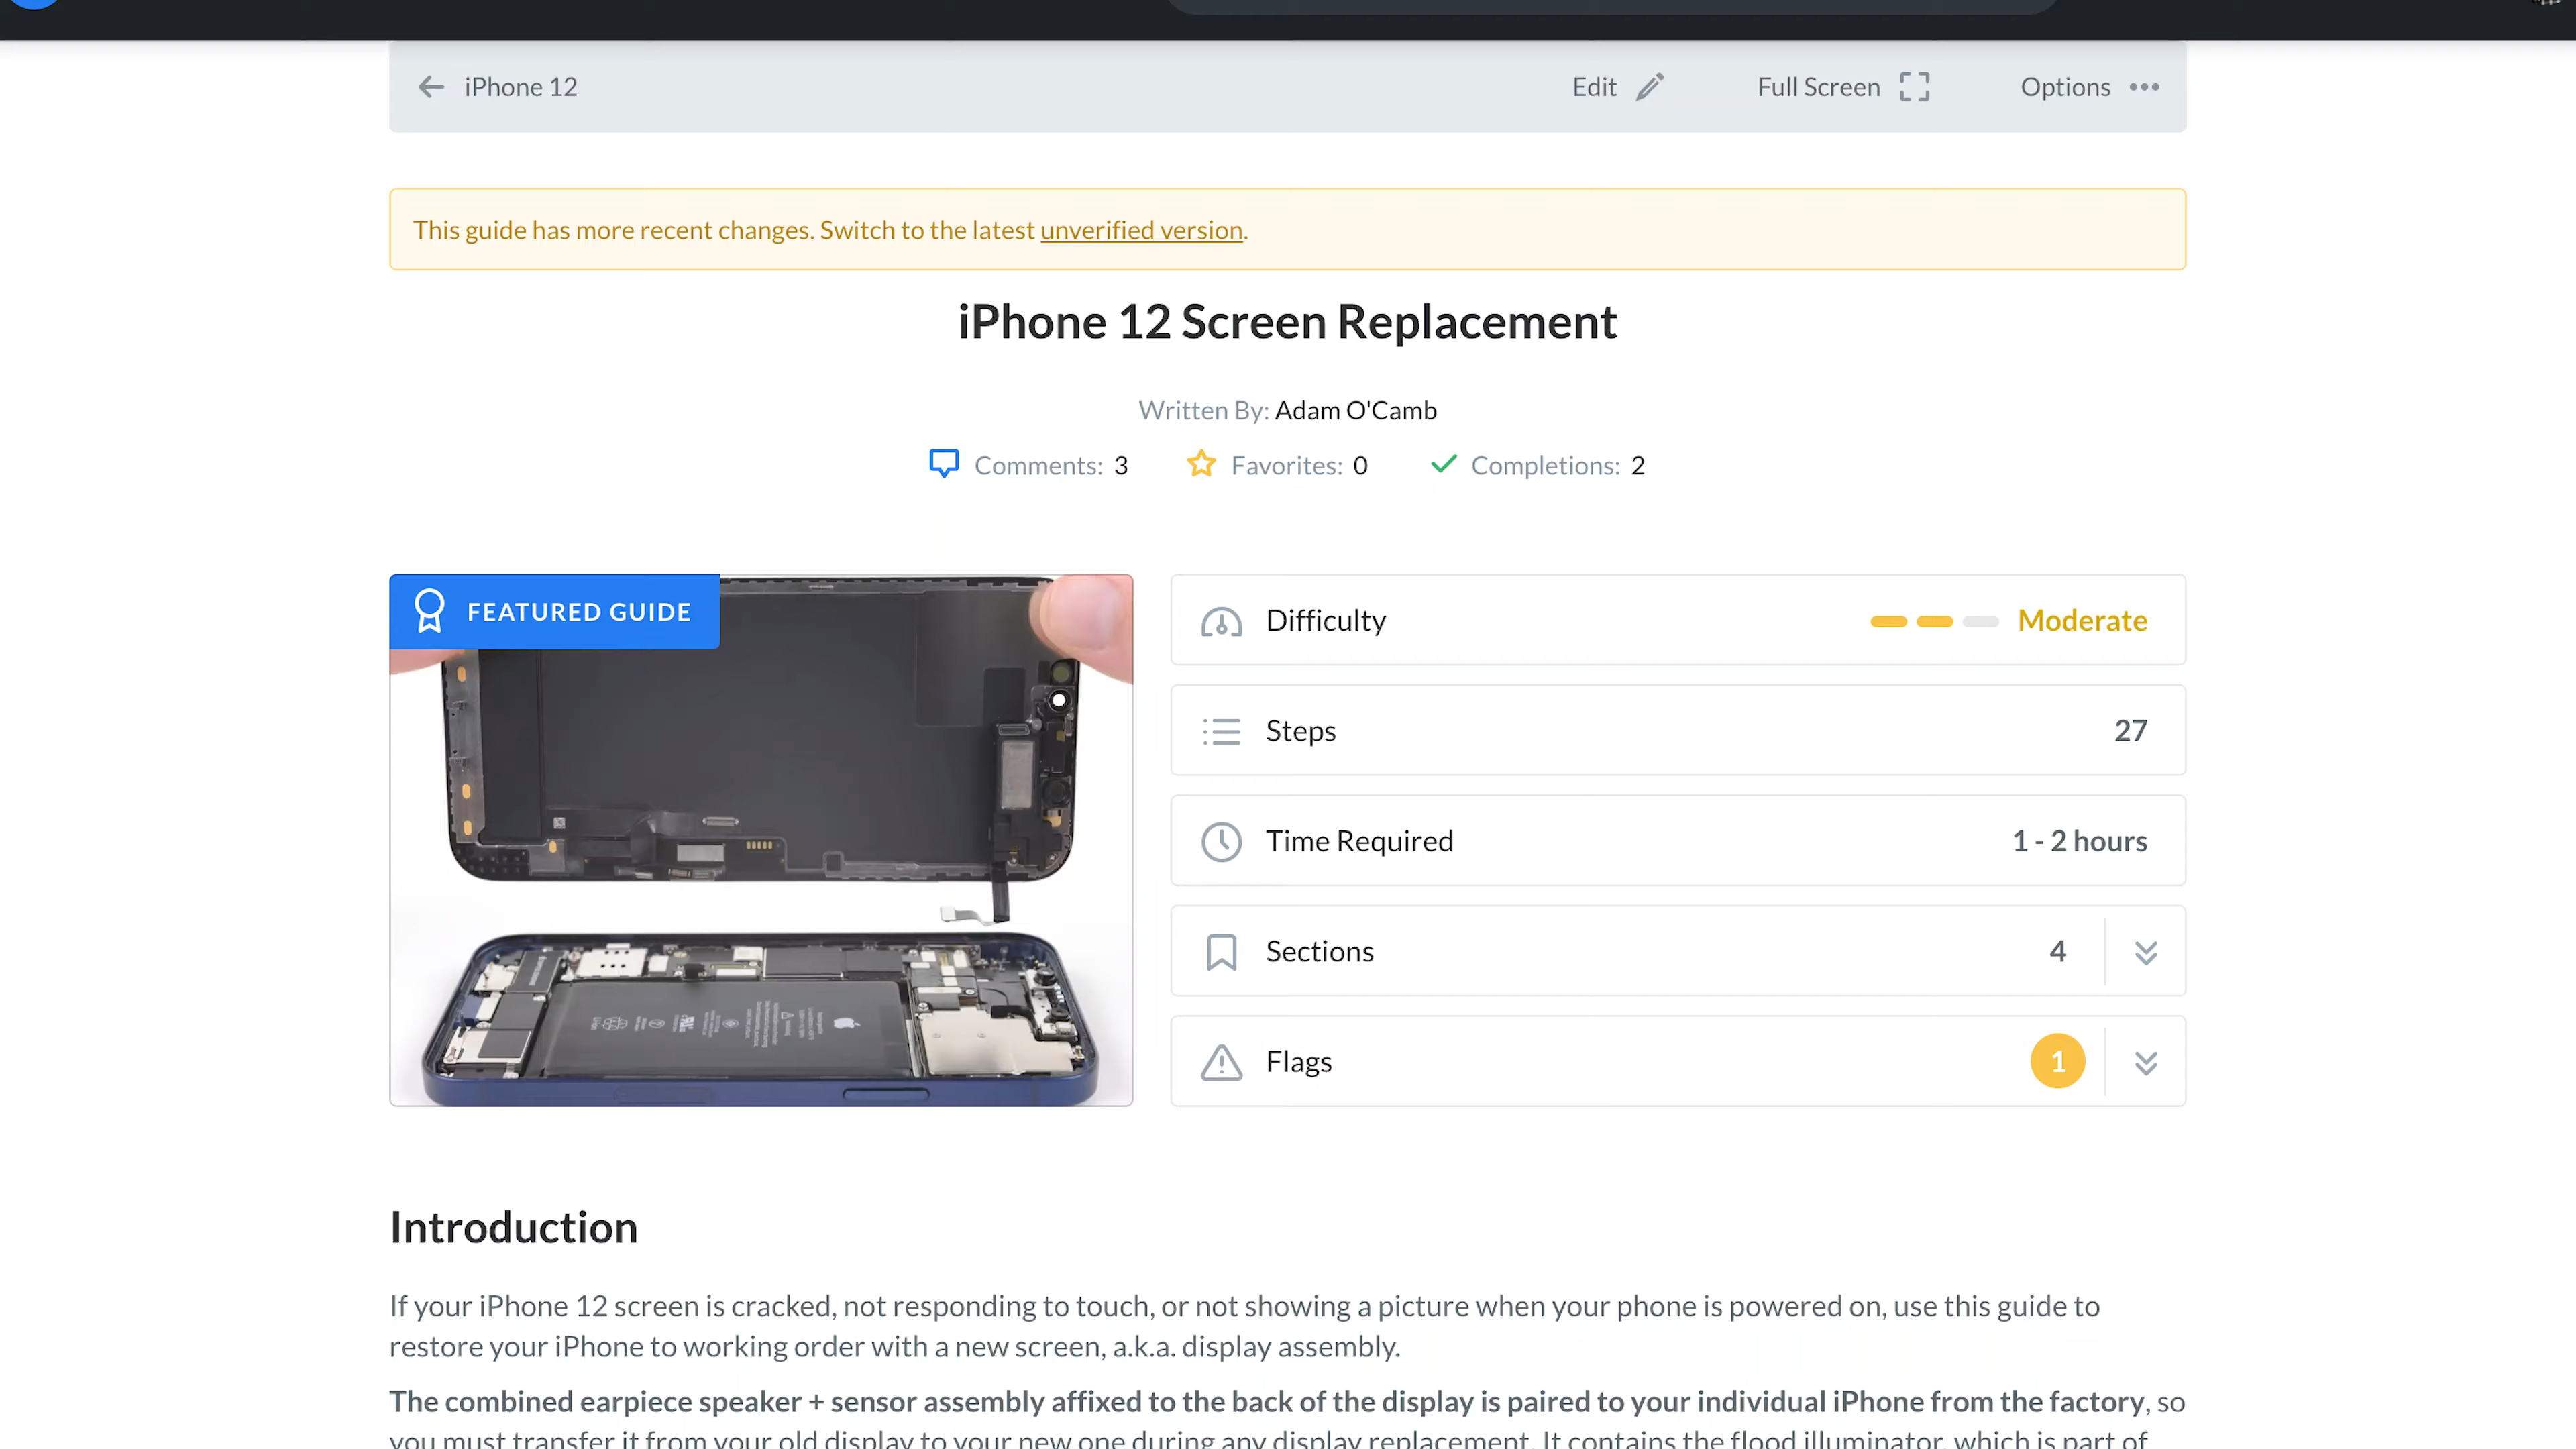 iPhone 12
Edit
Full Screen
Options
This guide has more recent changes. Switch to the latest unverified version.
iPhone 12 Screen Replacement
Written By: Adam O'Camb
Comments: 3
Favorites: 0
Completions: 2
FEATURED GUIDE
Difficulty
Moderate
Steps
27
Time Required
1 - 2 hours
Sections
4
Flags
1
Introduction
If your iPhone 12 screen is cracked, not responding to touch, or not showing a picture when your phone is powered on, use this guide to
restore your iPhone to working order with a new screen, a.k.a. display assembly.
The combined earpiece speaker + sensor assembly affixed to the back of the display is paired to your individual iPhone from the factory, so
you must transfer it from your old display to your new one during any display replacement. It contains the flood illuminator, which is part of